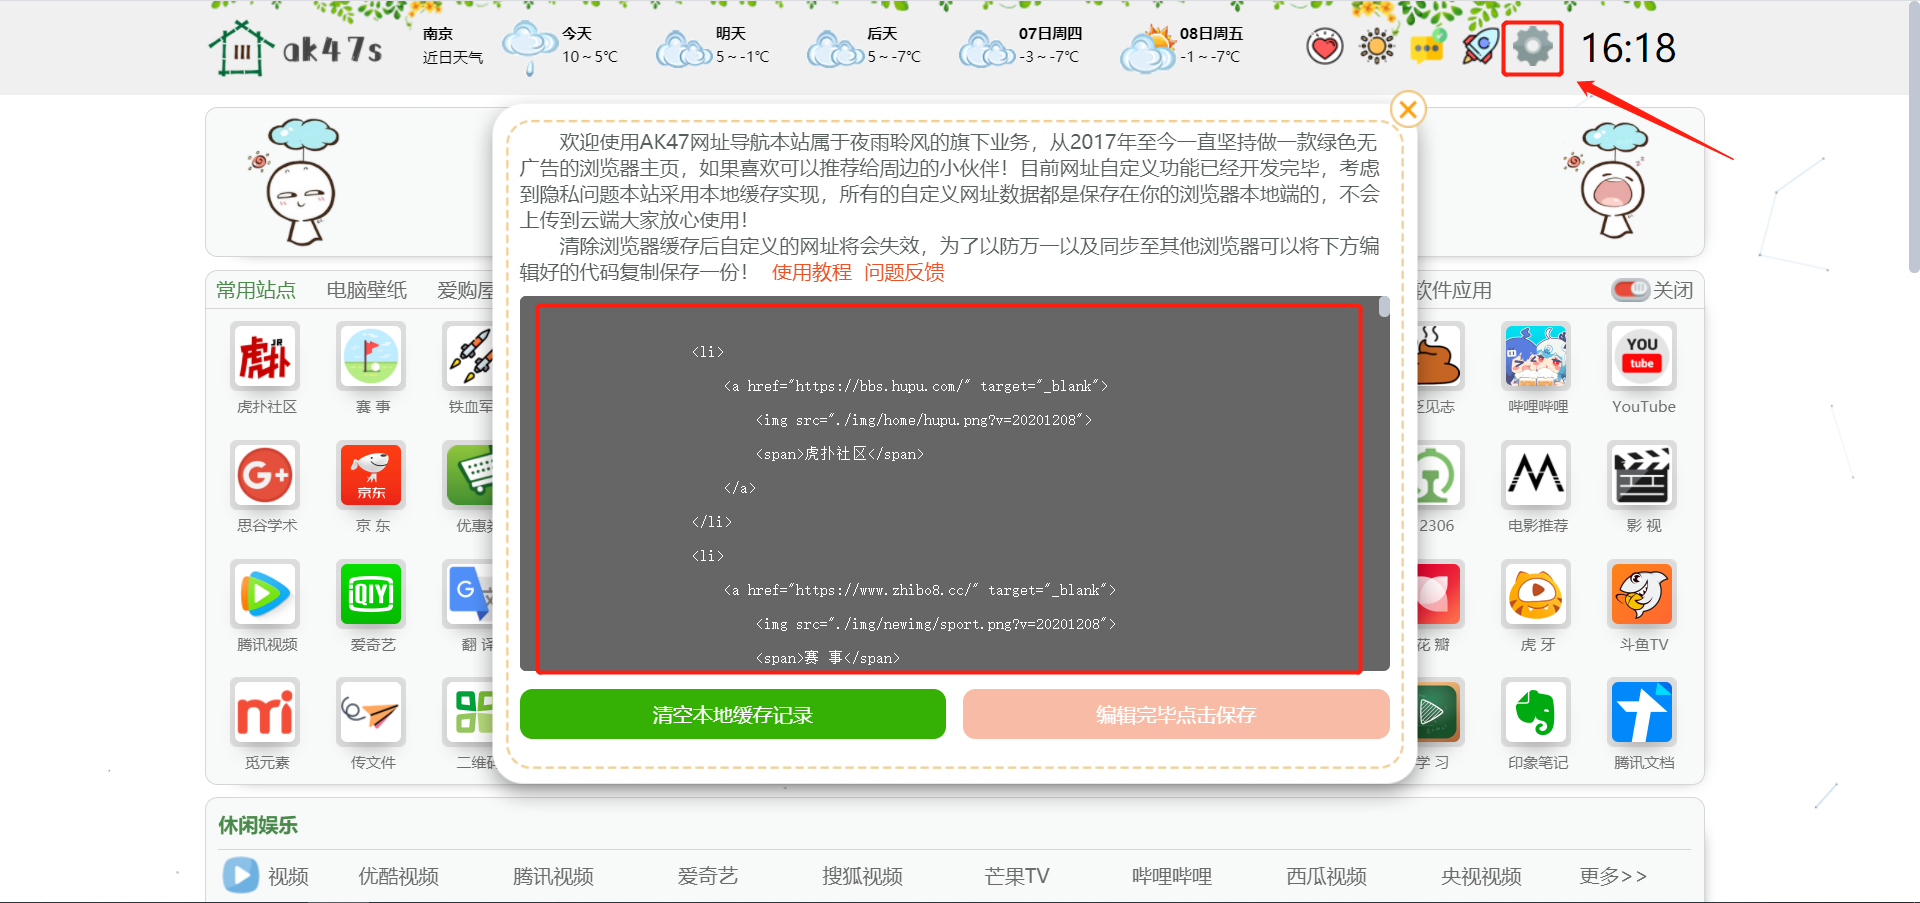 ak47s
南京
近日天气
今天
10 ~ 5℃
明天
5 ~ -1℃
后天
5 ~ -7℃
07日周四
-3 ~ -7℃
08日周五
-1 ~ -7℃
16:18
欢迎使用AK47网址导航本站属于夜雨聆风的旗下业务，从2017年至今一直坚持做一款绿色无
广告的浏览器主页，如果喜欢可以推荐给周边的小伙伴！目前网址自定义功能已经开发完毕，考虑
到隐私问题本站采用本地缓存实现，所有的自定义网址数据都是保存在你的浏览器本地端的，不会
上传到云端大家放心使用！
清除浏览器缓存后自定义的网址将会失效，为了以防万一以及同步至其他浏览器可以将下方编
辑好的代码复制保存一份！ 使用教程 问题反馈
<li>
<a href="https://bbs.hupu.com/" target="_blank">
<img src="./img/home/hupu.png?v=20201208">
<span>虎扑社区</span>
</a>
</li>
<li>
<a href="https://www.zhibo8.cc/" target="_blank">
<img src="./img/newimg/sport.png?v=20201208">
<span>赛 事</span>
清空本地缓存记录
编辑完毕点击保存
常用站点 电脑壁纸 爱购屋
软件应用 关闭
虎扑JR
YOU
tube
虎扑社区 赛 事 铁血军
乏见志 哔哩哔哩 YouTube
G+
京东
思谷学术 京 东 优惠券
2306 电影推荐 影 视
QIY
G
腾讯视频 爱奇艺 翻 译
花 瓣 虎 牙 斗鱼TV
mi
觅元素 传文件 二维码
学 习 印象笔记 腾讯文档
休闲娱乐
视频 优酷视频 腾讯视频 爱奇艺 搜狐视频 芒果TV 哔哩哔哩 西瓜视频 央视视频 更多>>